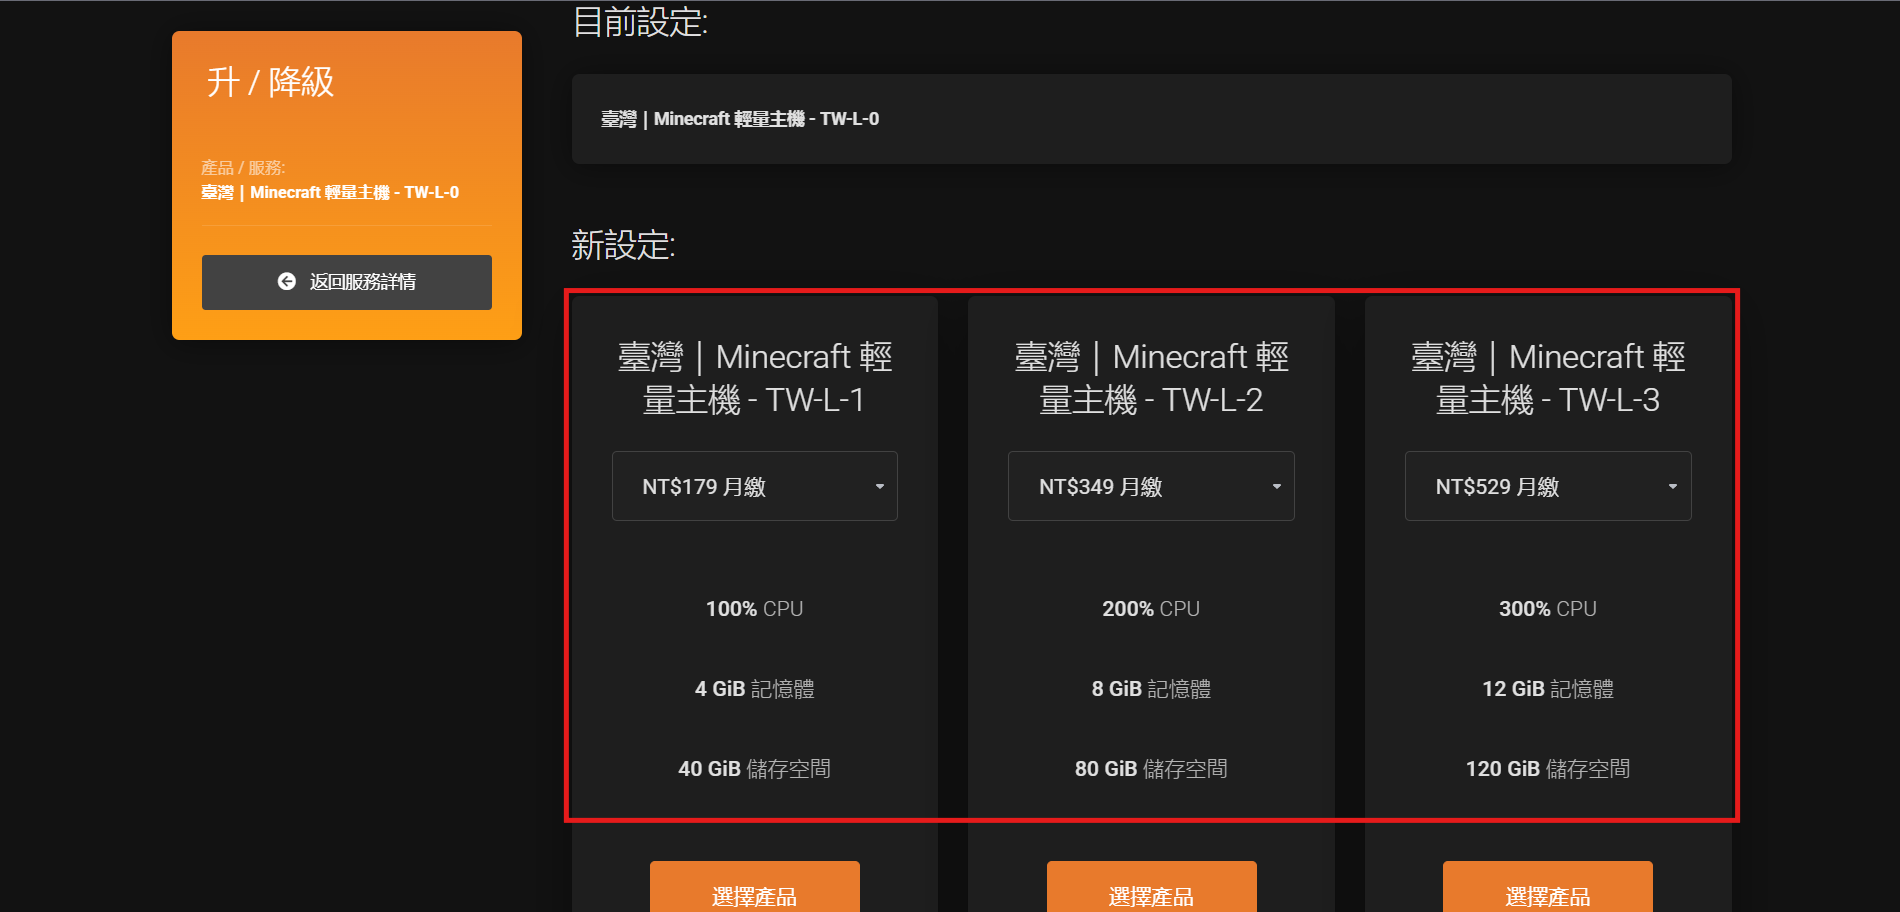 升 / 降級
產品 / 服務:
臺灣｜Minecraft 輕量主機 - TW-L-0
返回服務詳情
目前設定:
臺灣｜Minecraft 輕量主機 - TW-L-0
新設定:
臺灣｜Minecraft 輕
量主機 - TW-L-1
NT$179 月繳
100% CPU
4 GiB 記憶體
40 GiB 儲存空間
選擇產品
臺灣｜Minecraft 輕
量主機 - TW-L-2
NT$349 月繳
200% CPU
8 GiB 記憶體
80 GiB 儲存空間
選擇產品
臺灣｜Minecraft 輕
量主機 - TW-L-3
NT$529 月繳
300% CPU
12 GiB 記憶體
120 GiB 儲存空間
選擇產品